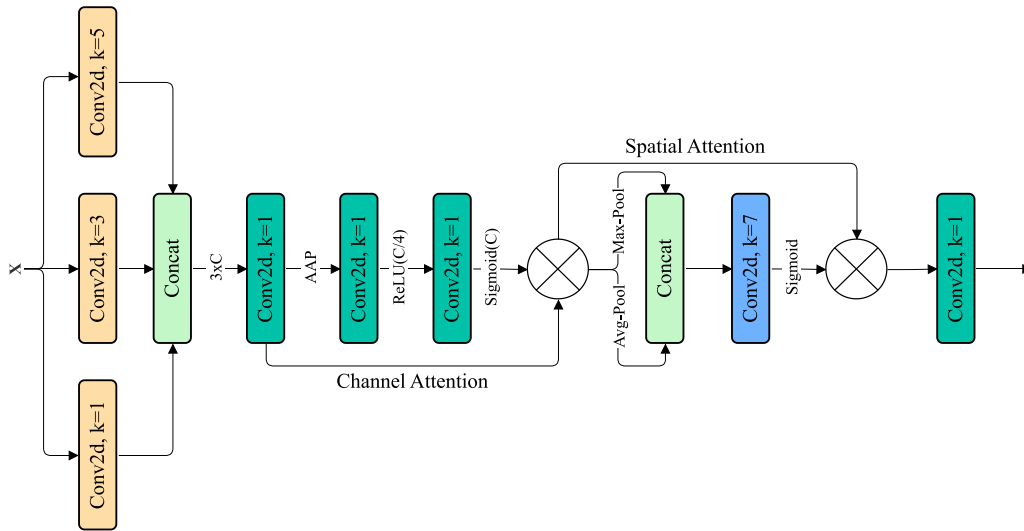 X
Conv2d, k=5
Conv2d, k=3
Conv2d, k=1
Concat
3xC
Conv2d, k=1
AAP
Conv2d, k=1
ReLU(C/4)
Conv2d, k=1
Sigmoid(C)
Channel Attention
Spatial Attention
Max-Pool
Avg-Pool
Concat
Conv2d, k=7
Sigmoid
Conv2d, k=1